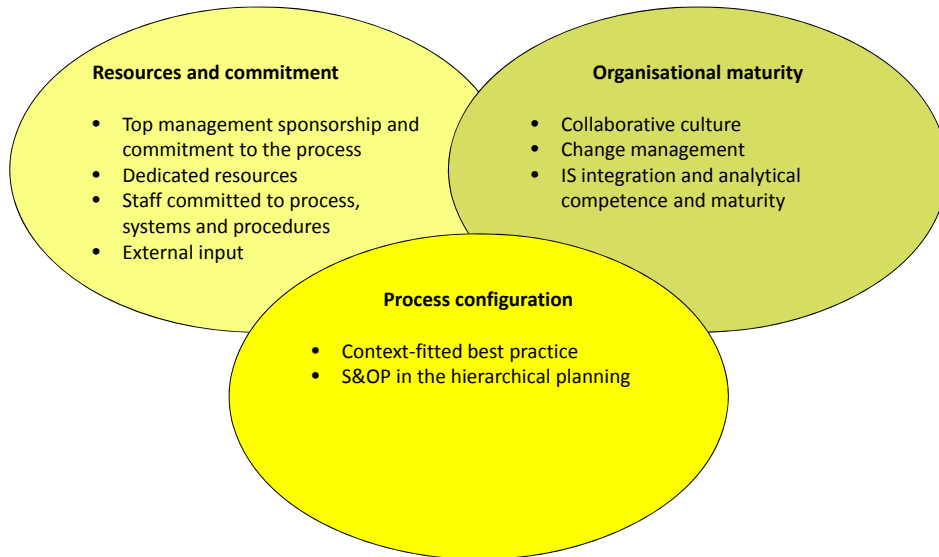 Resources and commitment
• Top management sponsorship and
commitment to the process
• Dedicated resources
• Staff committed to process,
systems and procedures
• External input
Organisational maturity
• Collaborative culture
• Change management
• IS integration and analytical
competence and maturity
Process configuration
• Context-fitted best practice
• S&OP in the hierarchical planning